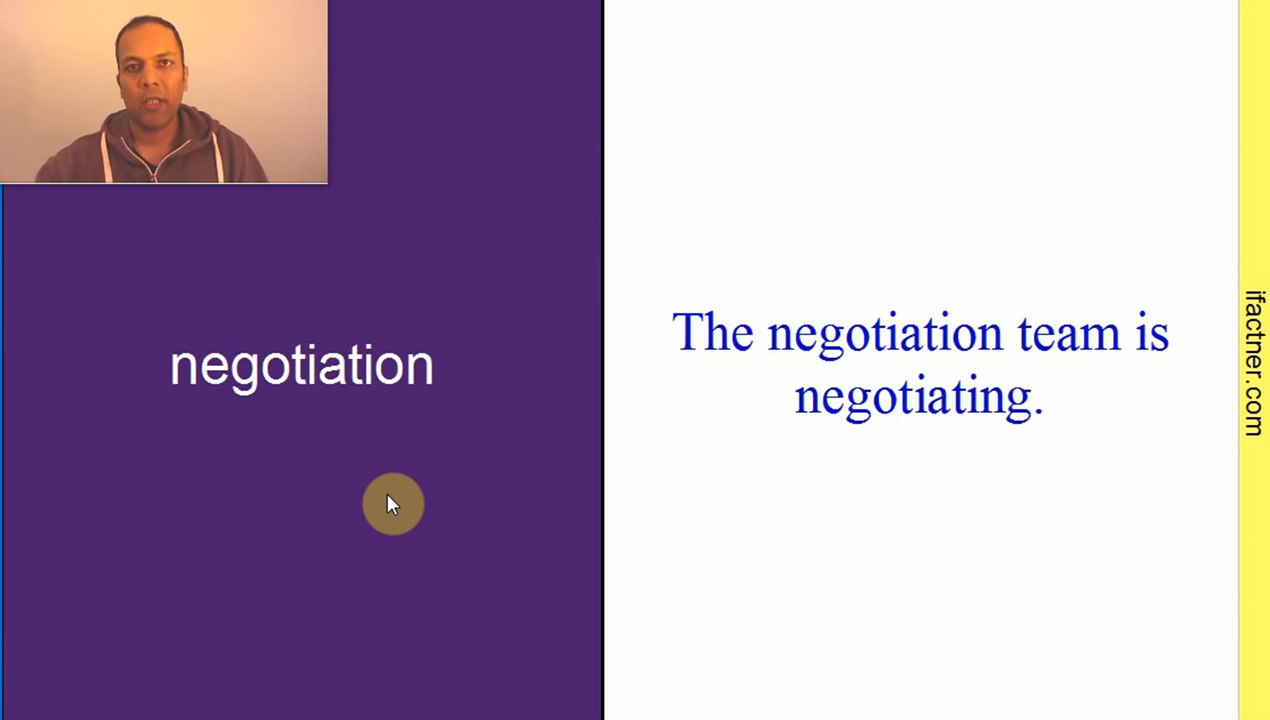 negotiation
The negotiation team is
negotiating.
ifactner.com